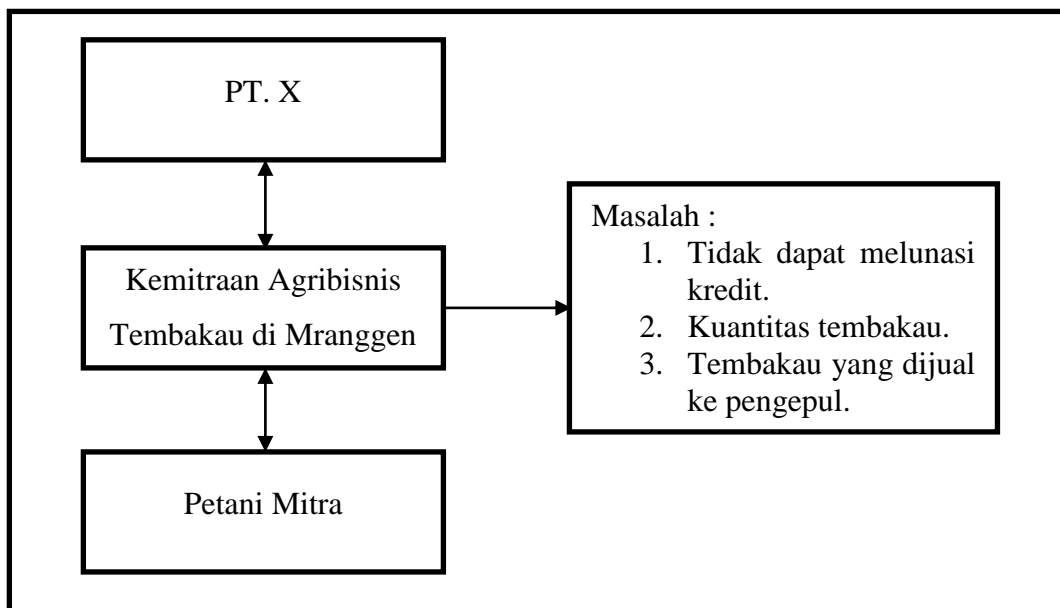 PT. X
Kemitraan Agribisnis
Tembakau di Mranggen
Petani Mitra
Masalah :
1. Tidak dapat melunasi
kredit.
2. Kuantitas tembakau.
3. Tembakau yang dijual
ke pengepul.